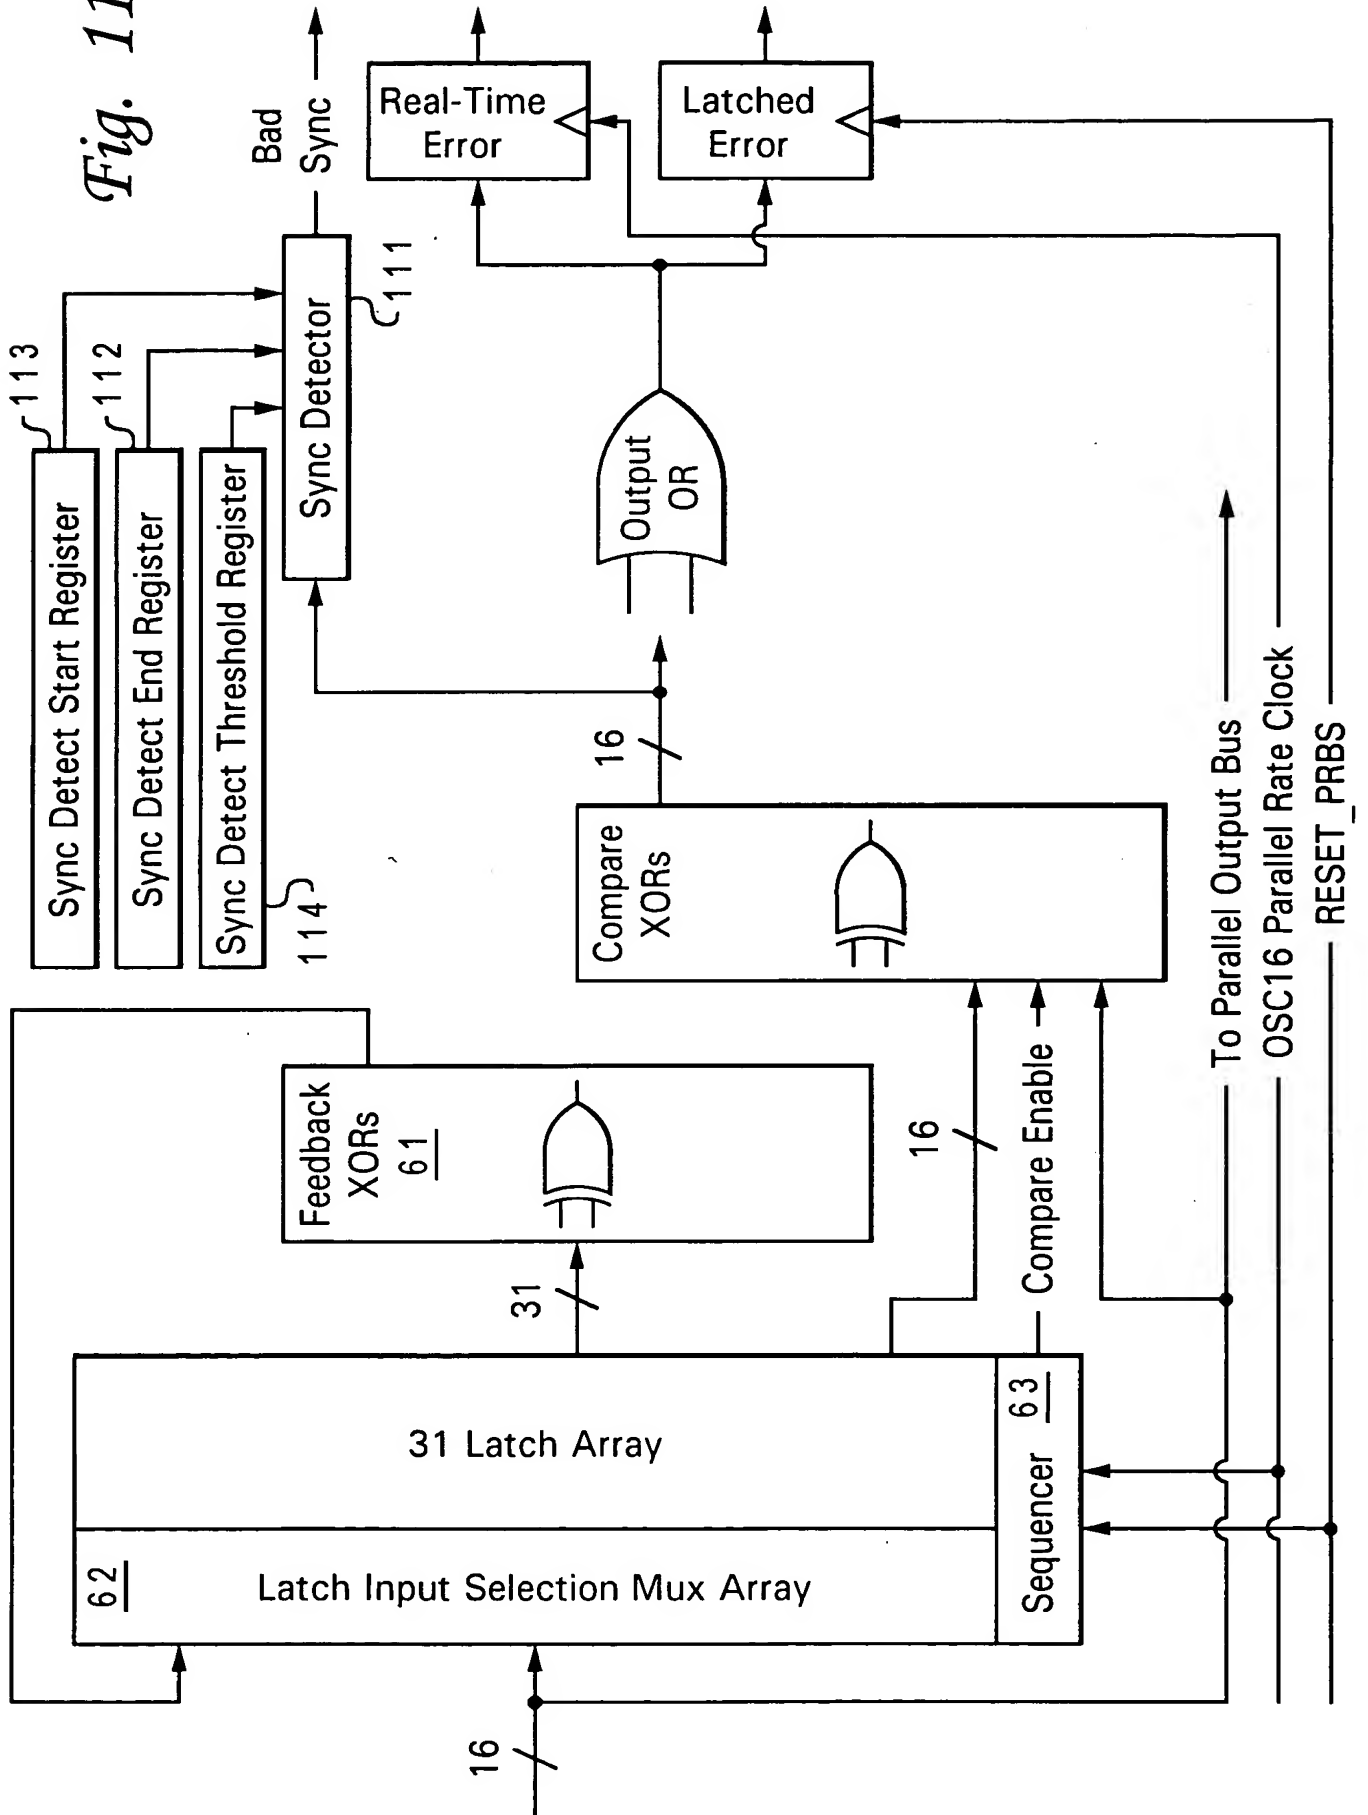 Fig. 11
113
Sync Detect Start Register
112
Sync Detect End Register
Sync Detect Threshold Register
114
Sync Detector
111
Bad
Sync
Real-Time
Error
Latched
Error
Output
OR
16
Compare
XORs
Feedback
XORs
61
31
16
Compare Enable
31 Latch Array
62
Latch Input Selection Mux Array
Sequencer 63
16
To Parallel Output Bus
OSC16 Parallel Rate Clock
RESET_PRBS